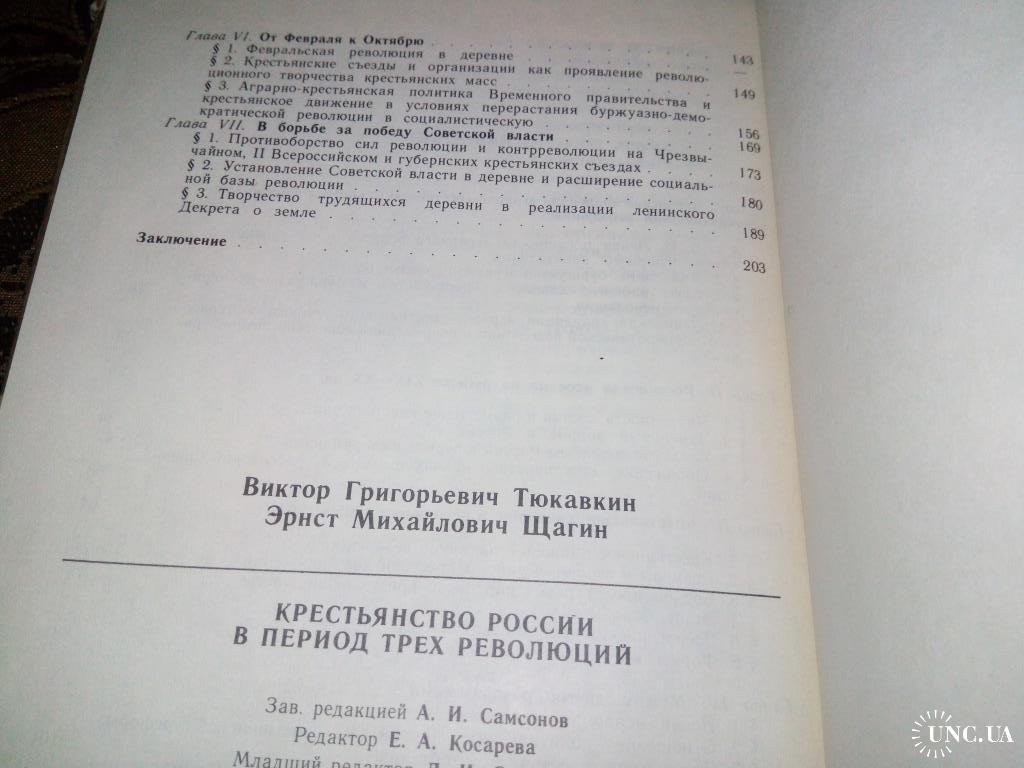 Глава VI. От Февраля к Октябрю . . . . . . . . . . 143
§ 1. Февральская революция в деревне . . . . . . . —
§ 2. Крестьянские съезды и организации как проявление револю-
ционного творчества крестьянских масс . . . . . . . . 149
§ 3. Аграрно-крестьянская политика Временного правительства и
крестьянское движение в условиях перерастания буржуазно-демо-
кратической революции в социалистическую . . . . . . 156
Глава VII. В борьбе за победу Советской власти . . . . . . 169
§ 1. Противоборство сил революции и контрреволюции на Чрезвы-
чайном, II Всероссийском и губернских крестьянских съездах . . . 173
§ 2. Установление Советской власти в деревне и расширение социаль-
ной базы революции . . . . . . . . . . . . 180
§ 3. Творчество трудящихся деревни в реализации ленинского
Декрета о земле . . . . . . . . . . . . . 189
Заключение . . . . . . . . . . . . . . . . 203
Виктор Григорьевич Тюкавкин
Эрнст Михайлович Щагин
КРЕСТЬЯНСТВО РОССИИ
В ПЕРИОД ТРЕХ РЕВОЛЮЦИЙ
Зав. редакцией А. И. Самсонов
Редактор Е. А. Косарева
Младший редактор
UNC.UA